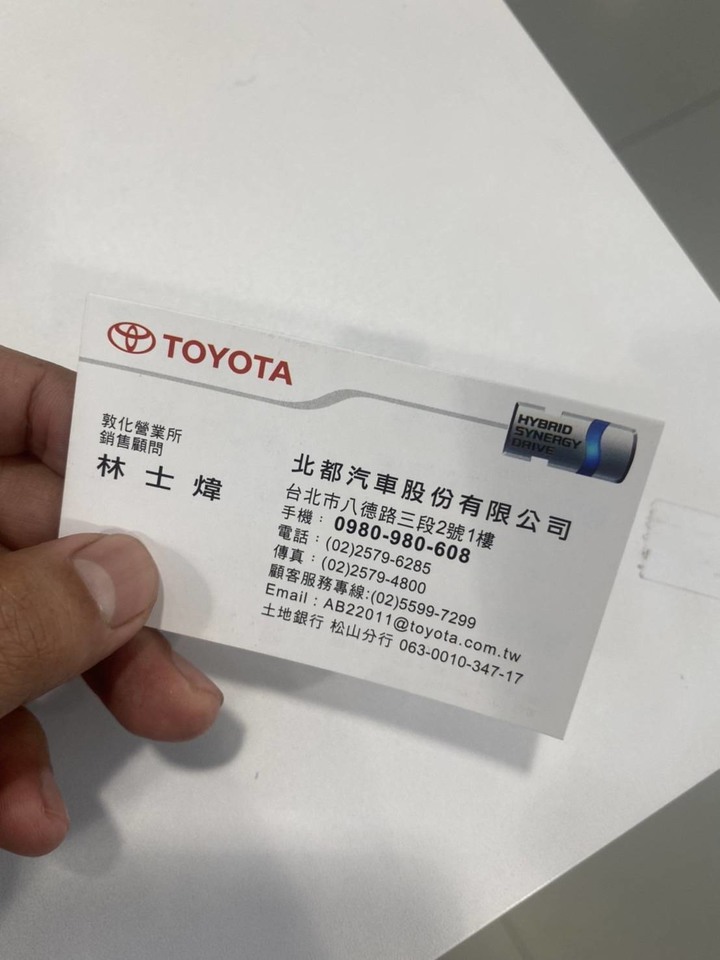 TOYOTA
HYBRID
SYNERGY
DRIVE
敦化營業所
銷售顧問
林士煒
北都汽車股份有限公司
台北市八德路三段2號1樓
手機：0980-980-608
電話：(02)2579-6285
傳真：(02)2579-4800
顧客服務專線:(02)5599-7299
Email：AB22011@toyota.com.tw
土地銀行 松山分行 063-0010-347-17